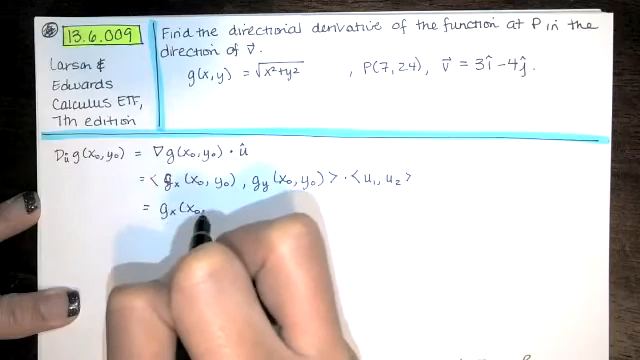 13.6.009
Larson &
Edwards
Calculus ETF,
7th edition
Find the directional derivative of the function at P in the
direction of v⃗.
g(x,y) = √(x²+y²) , P(7,24), v⃗ = 3î - 4ĵ.
Dûg(x₀,y₀) = ∇g(x₀,y₀) · û
= < gₓ(x₀,y₀), g_y(x₀,y₀) > · < u₁, u₂ >
= gₓ(x₀,